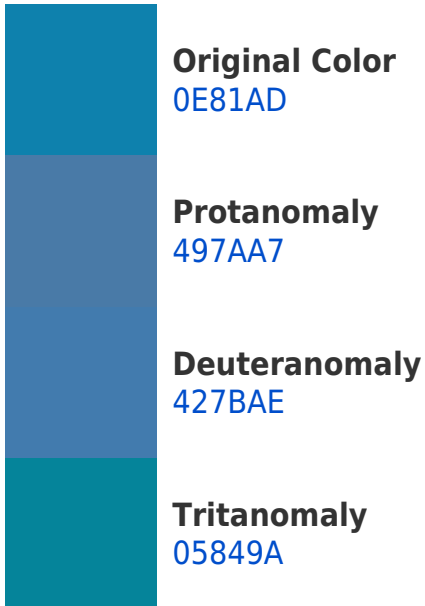 Original Color
0E81AD
Protanomaly
497AA7
Deuteranomaly
427BAE
Tritanomaly
05849A